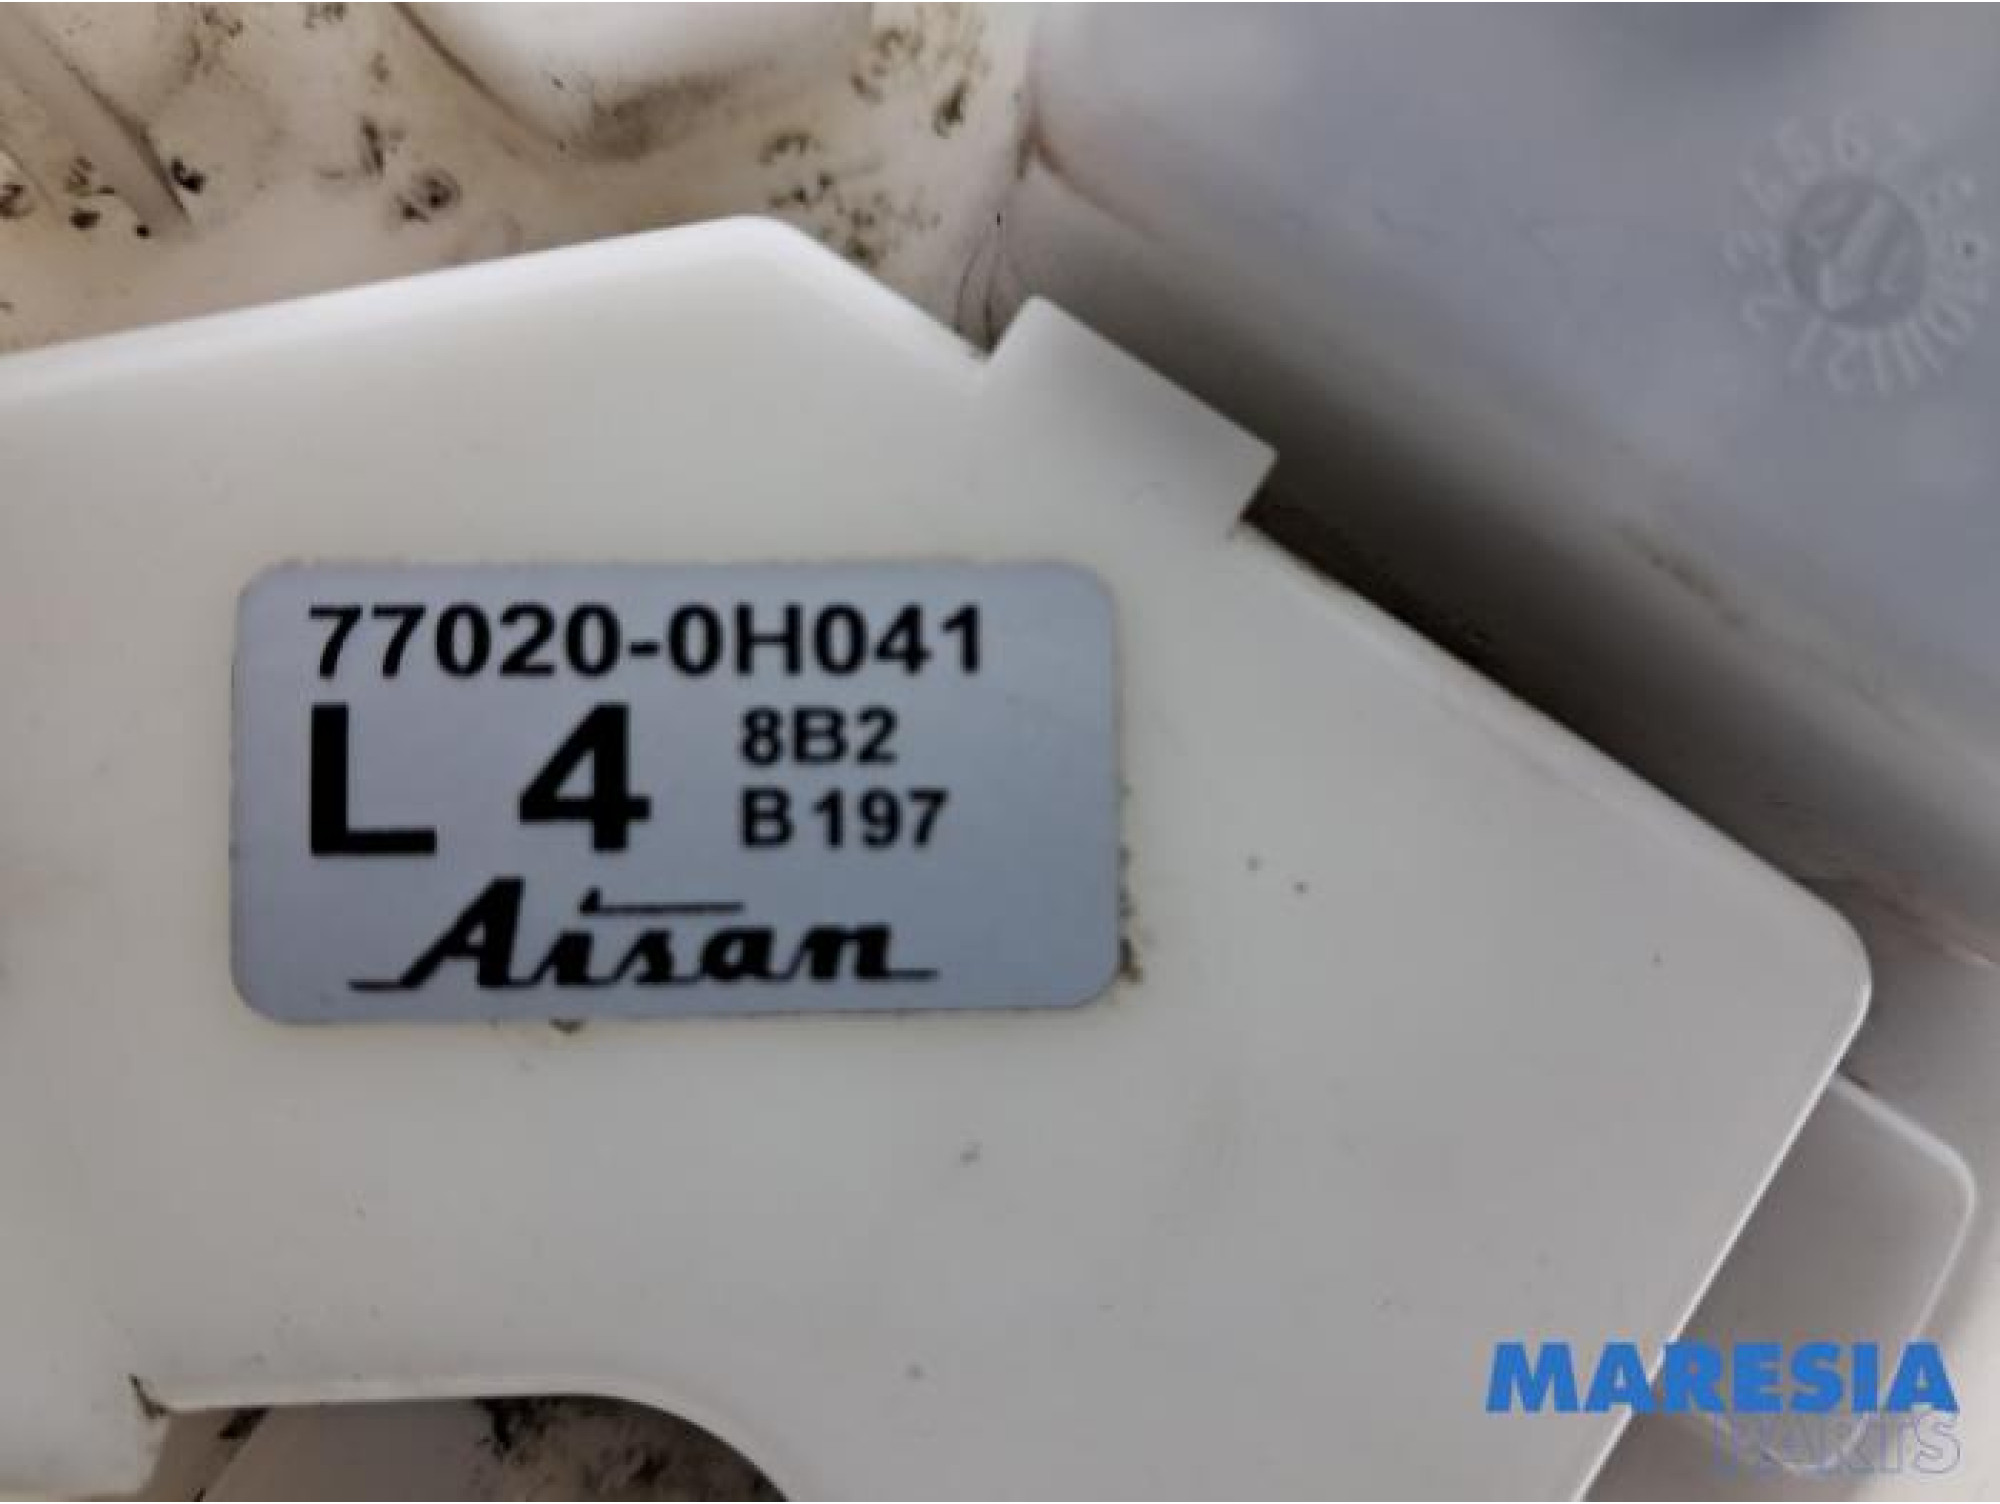 77020-0H041
L 4 8B2
B197
Aisan
MARESIA
PARTS